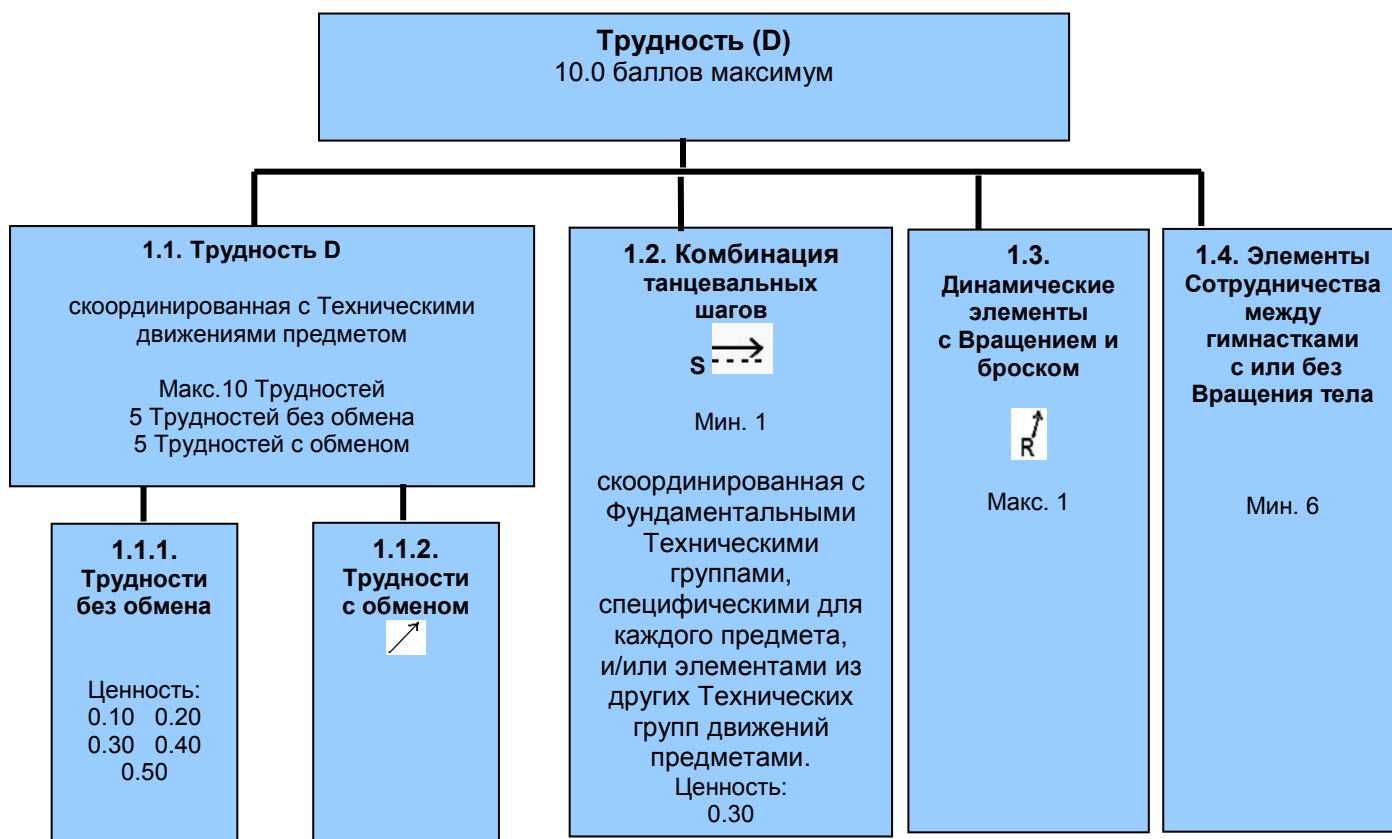 Трудность (D)
10.0 баллов максимум
1.1. Трудность D
скоординированная с Техническими
движениями предметом
Макс.10 Трудностей
5 Трудностей без обмена
5 Трудностей с обменом
1.1.1.
Трудности
без обмена
Ценность:
0.10 0.20
0.30 0.40
0.50
1.1.2.
Трудности
с обменом
1.2. Комбинация
танцевальных
шагов
S
Мин. 1
скоординированная с
Фундаментальными
Техническими
группами,
специфическими для
каждого предмета,
и/или элементами из
других Технических
групп движений
предметами.
Ценность:
0.30
1.3.
Динамические
элементы
с Вращением и
броском
R
Макс. 1
1.4. Элементы
Сотрудничества
между
гимнастками
с или без
Вращения тела
Мин. 6